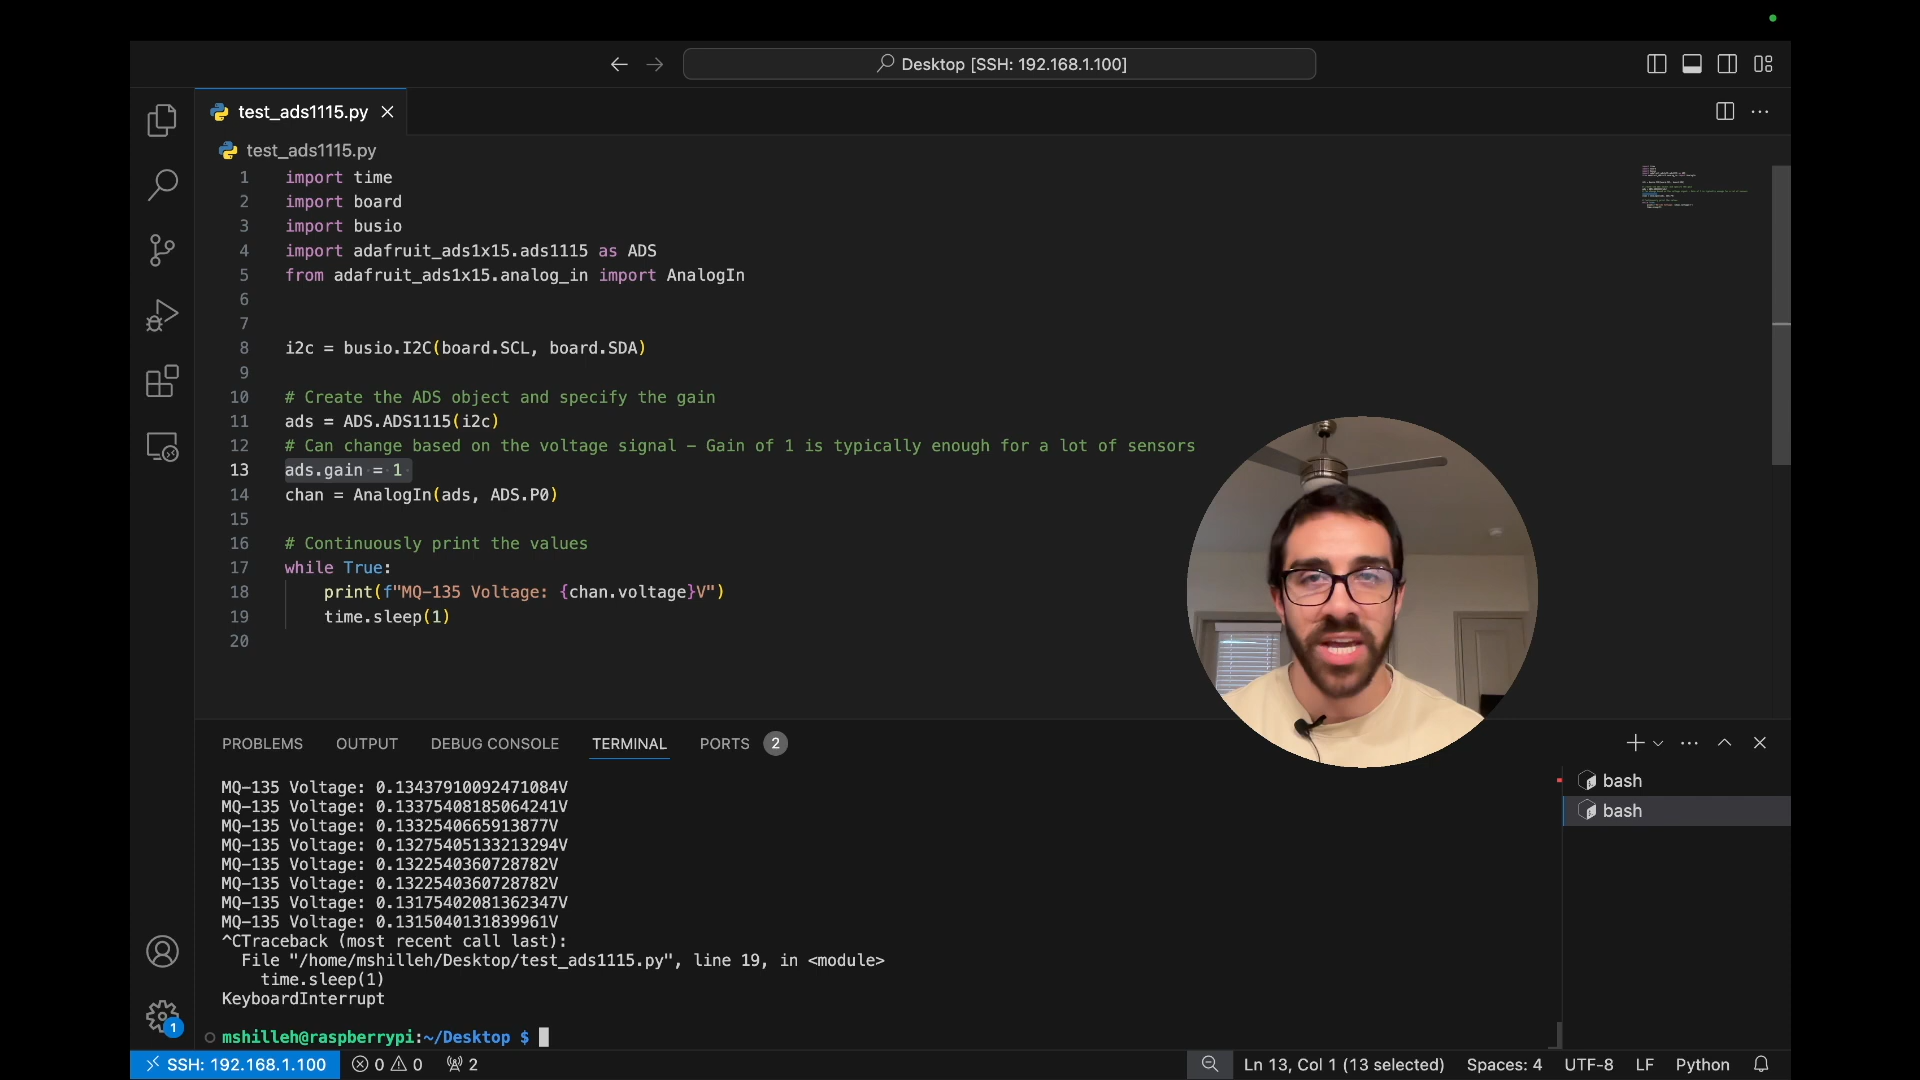 Desktop [SSH: 192.168.1.100]
test_ads1115.py
test_ads1115.py
1 import time
2 import board
3 import busio
4 import adafruit_ads1x15.ads1115 as ADS
5 from adafruit_ads1x15.analog_in import AnalogIn
6
7
8 i2c = busio.I2C(board.SCL, board.SDA)
9
10 # Create the ADS object and specify the gain
11 ads = ADS.ADS1115(i2c)
12 # Can change based on the voltage signal – Gain of 1 is typically enough for a lot of sensors
13 ads.gain = 1
14 chan = AnalogIn(ads, ADS.P0)
15
16 # Continuously print the values
17 while True:
18 print(f"MQ-135 Voltage: {chan.voltage}V")
19 time.sleep(1)
20
PROBLEMS OUTPUT DEBUG CONSOLE TERMINAL PORTS 2
MQ-135 Voltage: 0.13437910092471084V
MQ-135 Voltage: 0.13375408185064241V
MQ-135 Voltage: 0.1332540665913877V
MQ-135 Voltage: 0.13275405133213294V
MQ-135 Voltage: 0.1322540360728782V
MQ-135 Voltage: 0.1322540360728782V
MQ-135 Voltage: 0.13175402081362347V
MQ-135 Voltage: 0.1315040131839961V
^CTraceback (most recent call last):
File "/home/mshilleh/Desktop/test_ads1115.py", line 19, in <module>
time.sleep(1)
KeyboardInterrupt
mshilleh@raspberrypi:~/Desktop $
bash
bash
1
SSH: 192.168.1.100 0 0 2 Ln 13, Col 1 (13 selected) Spaces: 4 UTF-8 LF Python